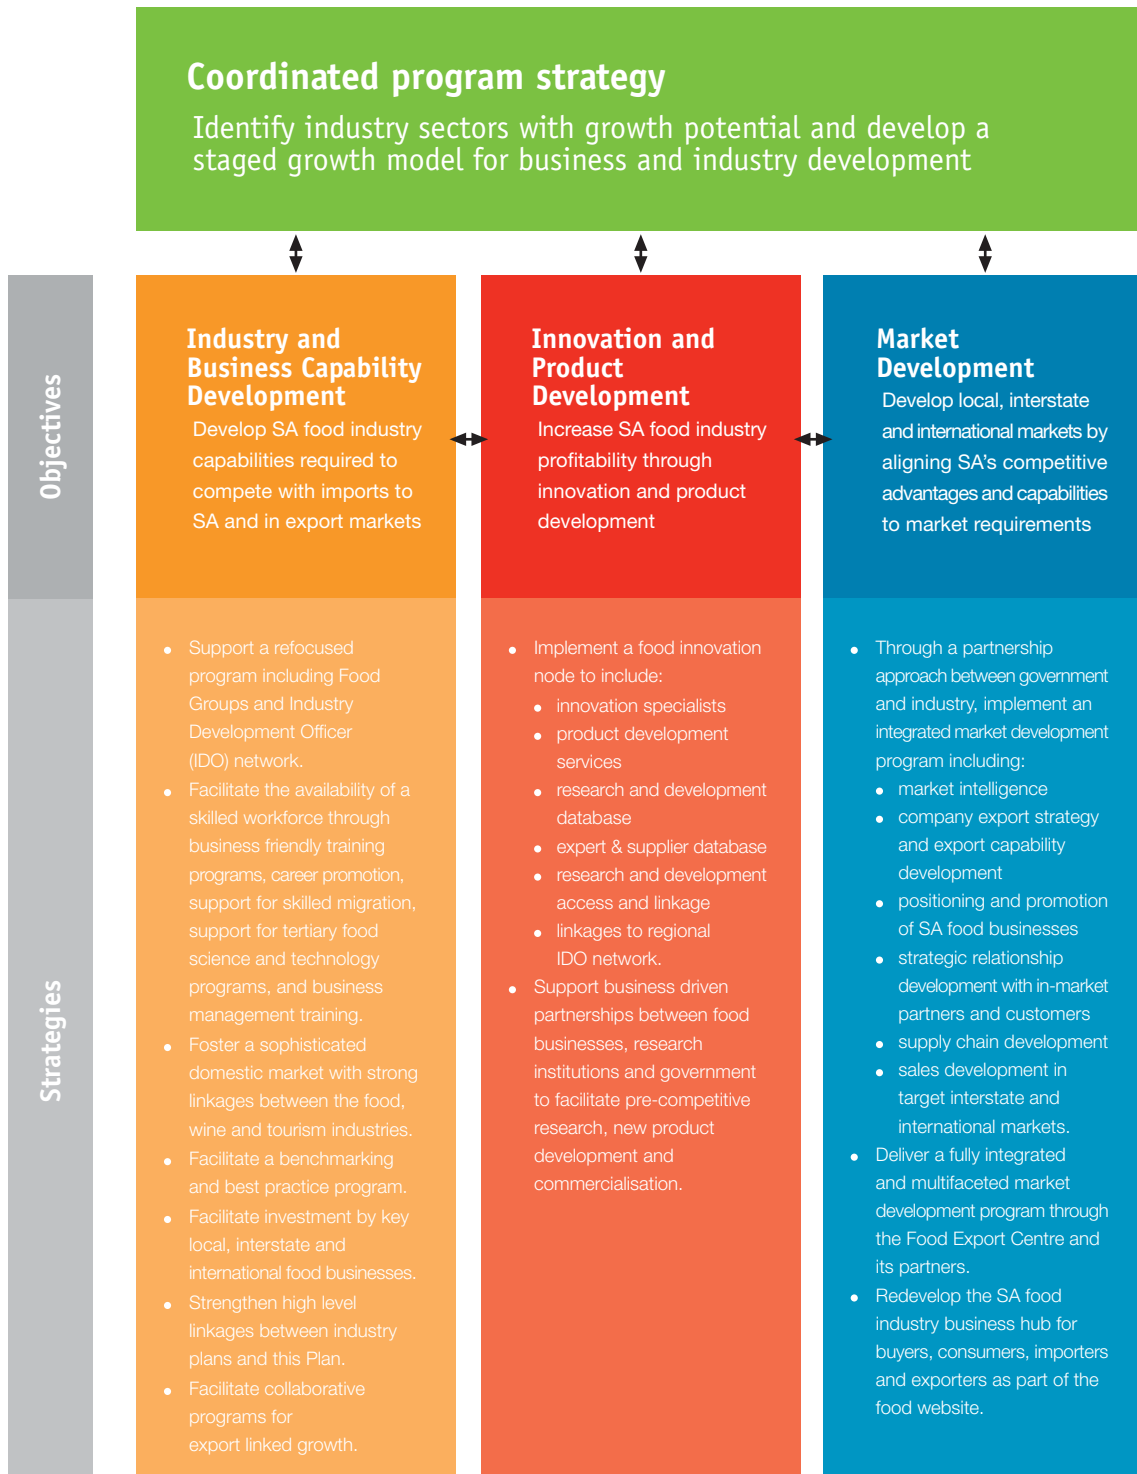 Coordinated program strategy
Identify industry sectors with growth potential and develop a
staged growth model for business and industry development
Objectives
Industry and
Business Capability
Development
Develop SA food industry
capabilities required to
compete with imports to
SA and in export markets
Innovation and
Product
Development
Increase SA food industry
profitability through
innovation and product
development
Market
Development
Develop local, interstate
and international markets by
aligning SA's competitive
advantages and capabilities
to market requirements
Strategies
• Support a refocused
program including Food
Groups and Industry
Development Officer
(IDO) network.
• Facilitate the availability of a
skilled workforce through
business friendly training
programs, career promotion,
support for skilled migration,
support for tertiary food
science and technology
programs, and business
management training.
• Foster a sophisticated
domestic market with strong
linkages between the food,
wine and tourism industries.
• Facilitate a benchmarking
and best practice program.
• Facilitate investment by key
local, interstate and
international food businesses.
• Strengthen high level
linkages between industry
plans and this Plan.
• Facilitate collaborative
programs for
export linked growth.
• Implement a food innovation
node to include:
• innovation specialists
• product development
services
• research and development
database
• expert & supplier database
• research and development
access and linkage
• linkages to regional
IDO network.
• Support business driven
partnerships between food
businesses, research
institutions and government
to facilitate pre-competitive
research, new product
development and
commercialisation.
• Through a partnership
approach between government
and industry, implement an
integrated market development
program including:
• market intelligence
• company export strategy
and export capability
development
• positioning and promotion
of SA food businesses
• strategic relationship
development with in-market
partners and customers
• supply chain development
• sales development in
target interstate and
international markets.
• Deliver a fully integrated
and multifaceted market
development program through
the Food Export Centre and
its partners.
• Redevelop the SA food
industry business hub for
buyers, consumers, importers
and exporters as part of the
food website.